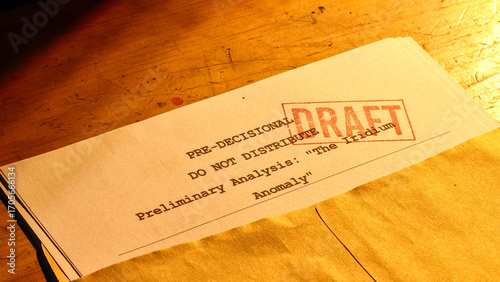 PRE-DECISIONAL
DRAFT
DO NOT DISTRIBUTE
Preliminary Analysis: "The Iridium
Anomaly"